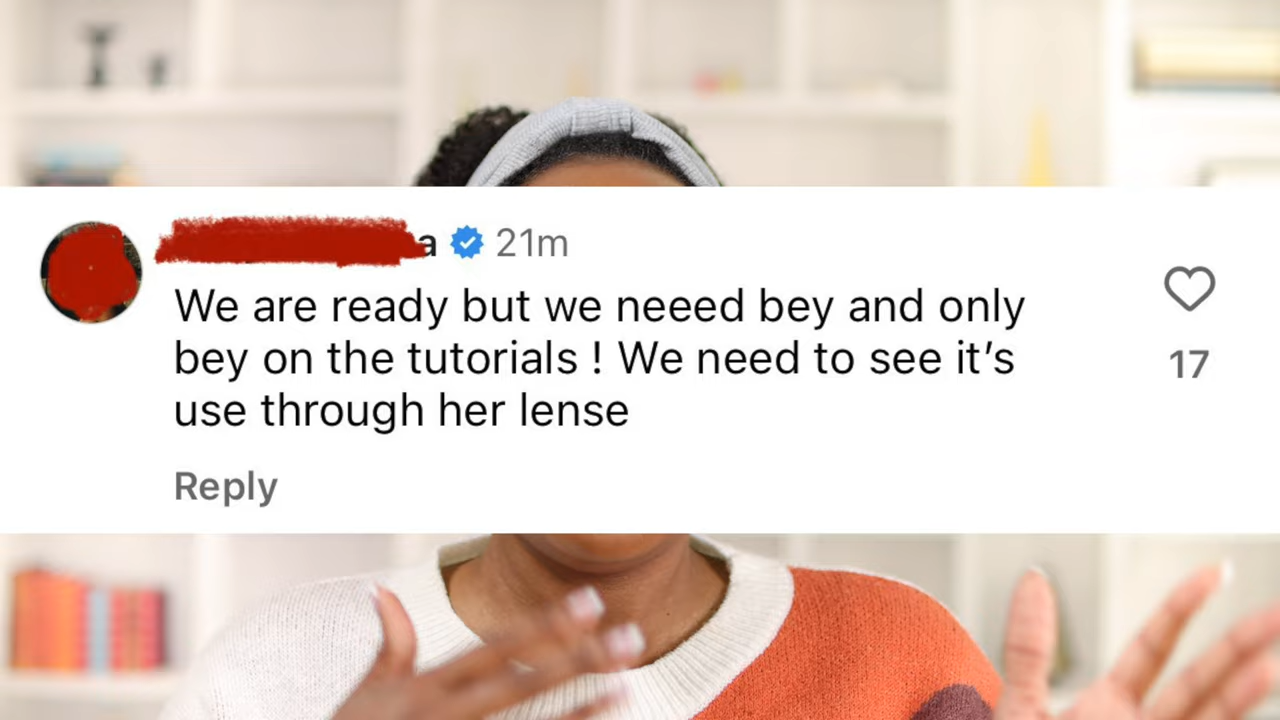 a 21m
We are ready but we neeed bey and only
bey on the tutorials ! We need to see it’s
use through her lense
17
Reply